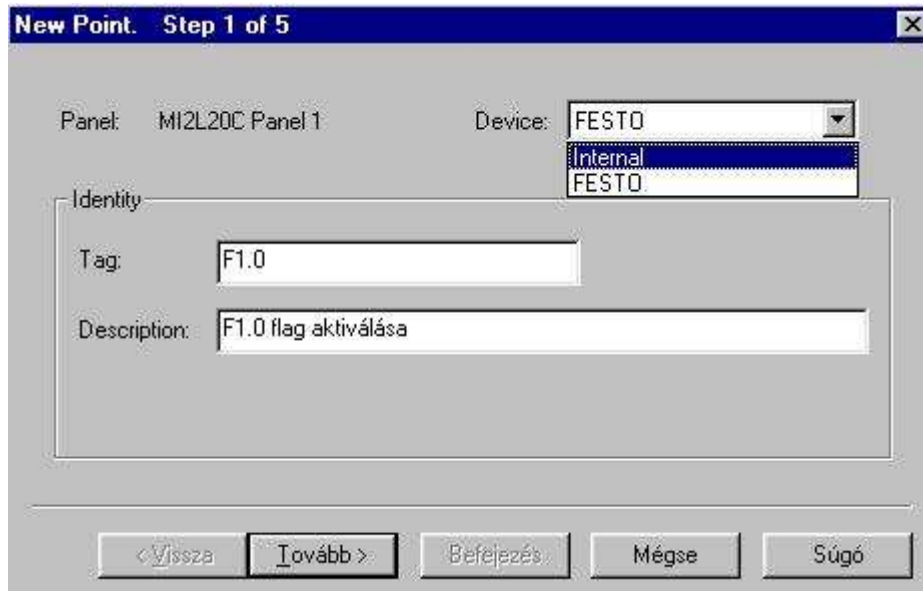 New Point. Step 1 of 5
Panel: MI2L20C Panel 1 Device: FESTO
Internal
FESTO
Identity
Tag: F1.0
Description: F1.0 flag aktiválása
< Vissza Tovább > Befejezés Mégse Súgó